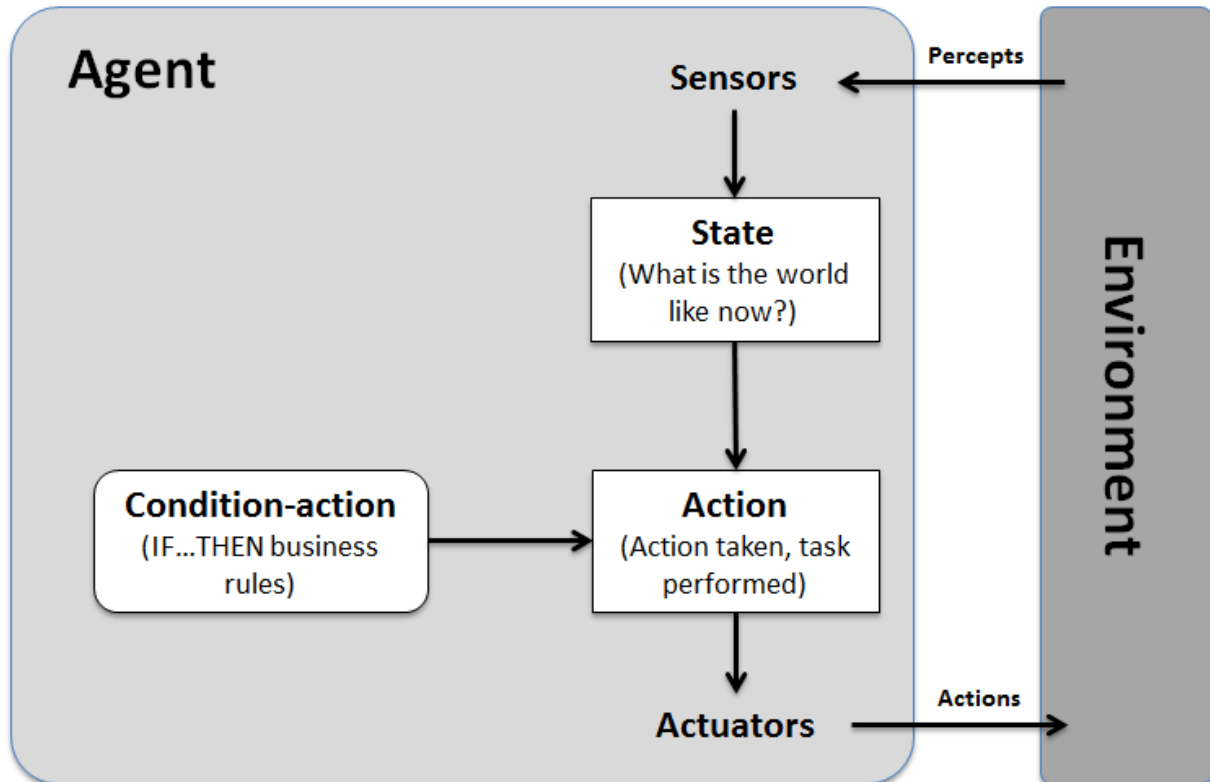 Agent
Sensors
Percepts
State
(What is the world
like now?)
Environment
Condition-action
(IF...THEN business
rules)
Action
(Action taken, task
performed)
Actuators
Actions